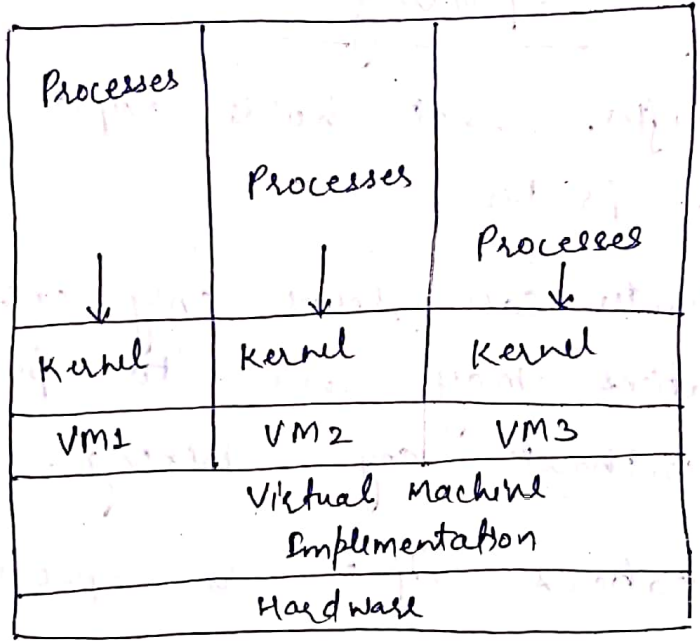 Processes
Processes
Processes
Kernel
Kernel
Kernel
VM1
VM2
VM3
Virtual Machine
Implementation
Hardware